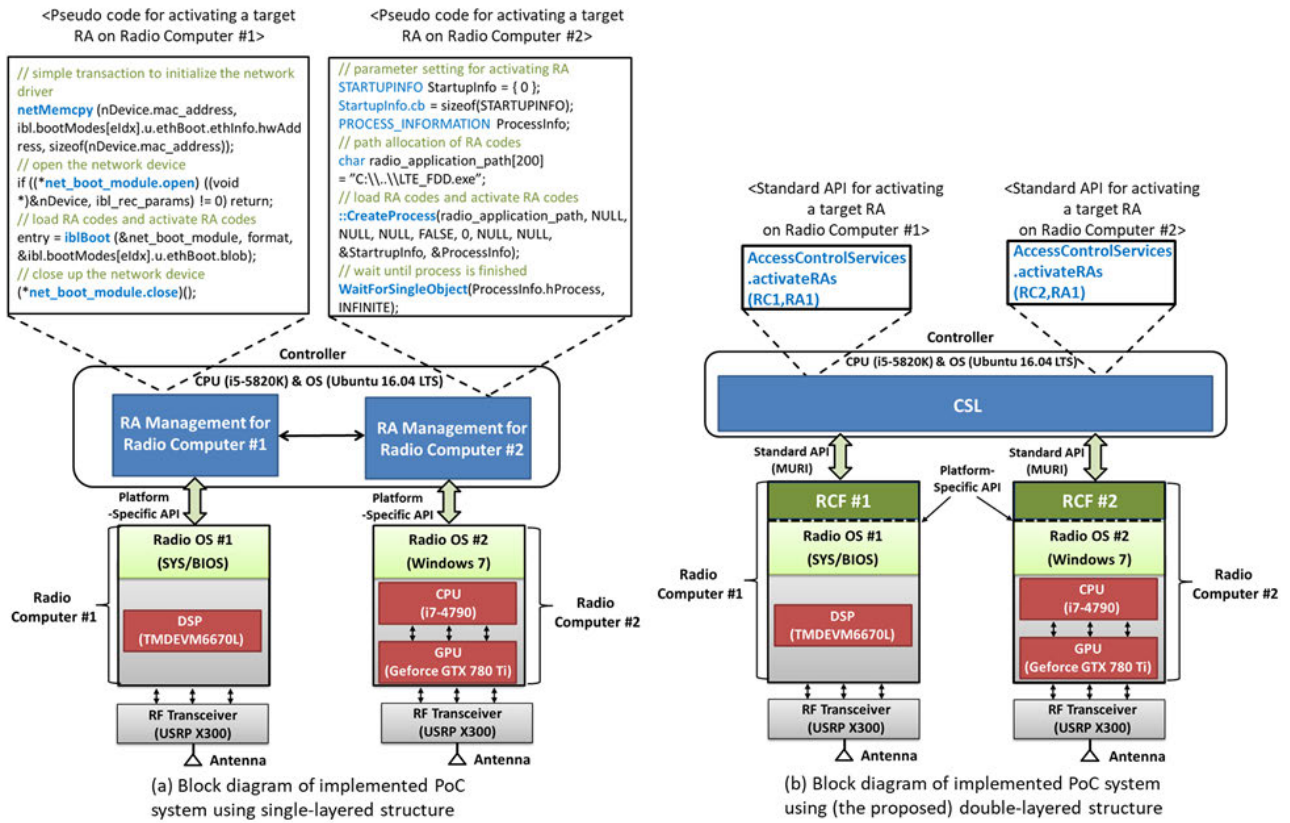 <Pseudo code for activating a target
RA on Radio Computer #1>
// simple transaction to initialize the network
driver
netMemcpy (nDevice.mac_address,
ibl.bootModes[eIdx].u.ethBoot.ethInfo.hwAdd
ress, sizeof(nDevice.mac_address));
// open the network device
if ((*net_boot_module.open) ((void
*)&nDevice, ibl_rec_params) != 0) return;
// load RA codes and activate RA codes
entry = iblBoot (&net_boot_module, format,
&ibl.bootModes[eIdx].u.ethBoot.blob);
// close up the network device
(*net_boot_module.close)();
<Pseudo code for activating a target
RA on Radio Computer #2>
// parameter setting for activating RA
STARTUPINFO StartupInfo = { 0 };
StartupInfo.cb = sizeof(STARTUPINFO);
PROCESS_INFORMATION ProcessInfo;
// path allocation of RA codes
char radio_application_path[200]
= "C:\\..\\LTE_FDD.exe";
// load RA codes and activate RA codes
::CreateProcess(radio_application_path, NULL,
NULL, NULL, FALSE, 0, NULL, NULL,
&StartrupInfo, &ProcessInfo);
// wait until process is finished
WaitForSingleObject(ProcessInfo.hProcess,
INFINITE);
Controller
CPU (i5-5820K) & OS (Ubuntu 16.04 LTS)
RA Management for
Radio Computer #1
RA Management for
Radio Computer #2
Platform
-Specific API
Platform
-Specific API
Radio OS #1
(SYS/BIOS)
Radio OS #2
(Windows 7)
Radio
Computer #1
DSP
(TMDEVM6670L)
CPU
(i7-4790)
GPU
(Geforce GTX 780 Ti)
Radio
Computer #2
RF Transceiver
(USRP X300)
RF Transceiver
(USRP X300)
Antenna
Antenna
(a) Block diagram of implemented PoC
system using single-layered structure
<Standard API for activating
a target RA
on Radio Computer #1>
AccessControlServices
.activateRAs
(RC1,RA1)
<Standard API for activating
a target RA
on Radio Computer #2>
AccessControlServices
.activateRAs
(RC2,RA1)
Controller
CPU (i5-5820K) & OS (Ubuntu 16.04 LTS)
CSL
Standard API
(MURI)
Platform-
Specific API
Standard API
(MURI)
RCF #1
RCF #2
Radio OS #1
(SYS/BIOS)
Radio OS #2
(Windows 7)
Radio
Computer #1
DSP
(TMDEVM6670L)
CPU
(i7-4790)
GPU
(Geforce GTX 780 Ti)
Radio
Computer #2
RF Transceiver
(USRP X300)
RF Transceiver
(USRP X300)
Antenna
Antenna
(b) Block diagram of implemented PoC system
using (the proposed) double-layered structure